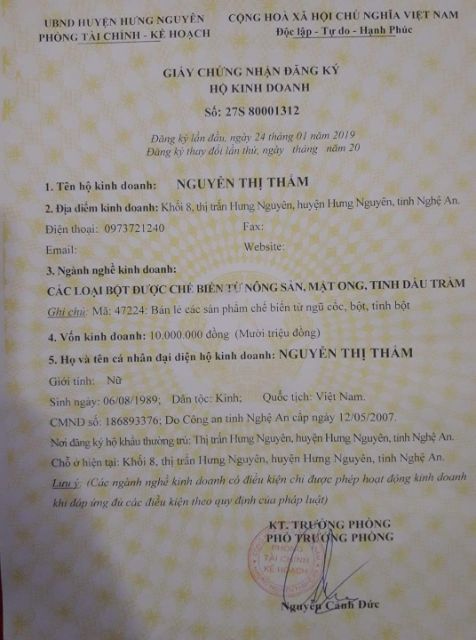 UBND HUYỆN HƯNG NGUYÊN
PHÒNG TÀI CHÍNH - KẾ HOẠCH
CỘNG HOÀ XÃ HỘI CHỦ NGHĨA VIỆT NAM
Độc lập - Tự do - Hạnh Phúc
GIẤY CHỨNG NHẬN ĐĂNG KÝ
HỘ KINH DOANH
Số: 27S 80001312
Đăng ký lần đầu, ngày 24 tháng 01 năm 2019
Đăng ký thay đổi lần thứ, ngày tháng năm 20
1. Tên hộ kinh doanh: NGUYỄN THỊ THẮM
2. Địa điểm kinh doanh: Khối 8, thị trấn Hưng Nguyên, huyện Hưng Nguyên, tỉnh Nghệ An.
Điện thoại: 0973721240 Fax:
Email: Website:
3. Ngành nghề kinh doanh:
CÁC LOẠI BỘT ĐƯỢC CHẾ BIẾN TỪ NÔNG SẢN, MẬT ONG, TINH DẦU TRÀM
Ghi chú: Mã: 47224: Bán lẻ các sản phẩm chế biến từ ngũ cốc, bột, tinh bột
4. Vốn kinh doanh: 10.000.000 đồng (Mười triệu đồng)
5. Họ và tên cá nhân đại diện hộ kinh doanh: NGUYỄN THỊ THẮM
Giới tính: Nữ
Sinh ngày: 06/08/1989; Dân tộc: Kinh; Quốc tịch: Việt Nam.
CMND số: 186893376; Do Công an tỉnh Nghệ An cấp ngày 12/05/2007.
Nơi đăng ký hộ khẩu thường trú: Thị trấn Hưng Nguyên, huyện Hưng Nguyên, tỉnh Nghệ An.
Chỗ ở hiện tại: Khối 8, thị trấn Hưng Nguyên, huyện Hưng Nguyên, tỉnh Nghệ An.
Lưu ý: (Các ngành nghề kinh doanh có điều kiện chỉ được phép hoạt động kinh doanh
khi đáp ứng đủ các điều kiện theo quy định của pháp luật)
KT. TRƯỞNG PHÒNG
PHÓ TRƯỞNG PHÒNG
PHÒNG
TÀI CHÍNH
KẾ HOẠCH
Nguyễn Cảnh Đức